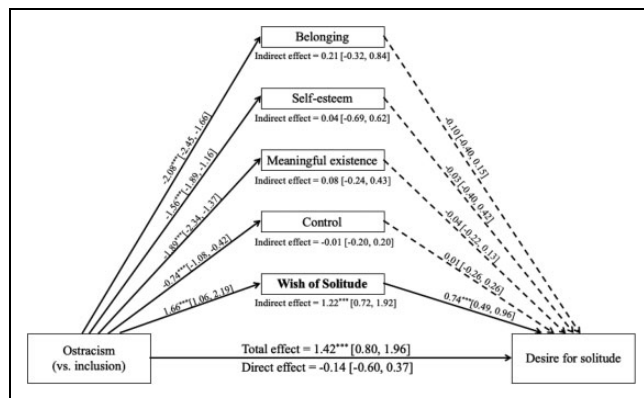 Belonging
Indirect effect = 0.21 [-0.32, 0.84]
Self-esteem
Indirect effect = 0.04 [-0.69, 0.62]
Meaningful existence
Indirect effect = 0.08 [-0.24, 0.43]
Control
Indirect effect = -0.01 [-0.20, 0.20]
Wish of Solitude
Indirect effect = 1.22*** [0.72, 1.92]
-2.08***[-2.45, -1.66]
-1.56***[-1.89, -1.16]
-1.89***[-2.34, -1.37]
-0.74***[-1.08, -0.42]
1.66***[1.06, 2.19]
-0.10[-0.40, 0.15]
-0.03[-0.40, 0.42]
-0.04[-0.22, 0.13]
0.01[-0.26, 0.26]
0.74***[0.49, 0.96]
Ostracism
(vs. inclusion)
Total effect = 1.42*** [0.80, 1.96]
Direct effect = -0.14 [-0.60, 0.37]
Desire for solitude